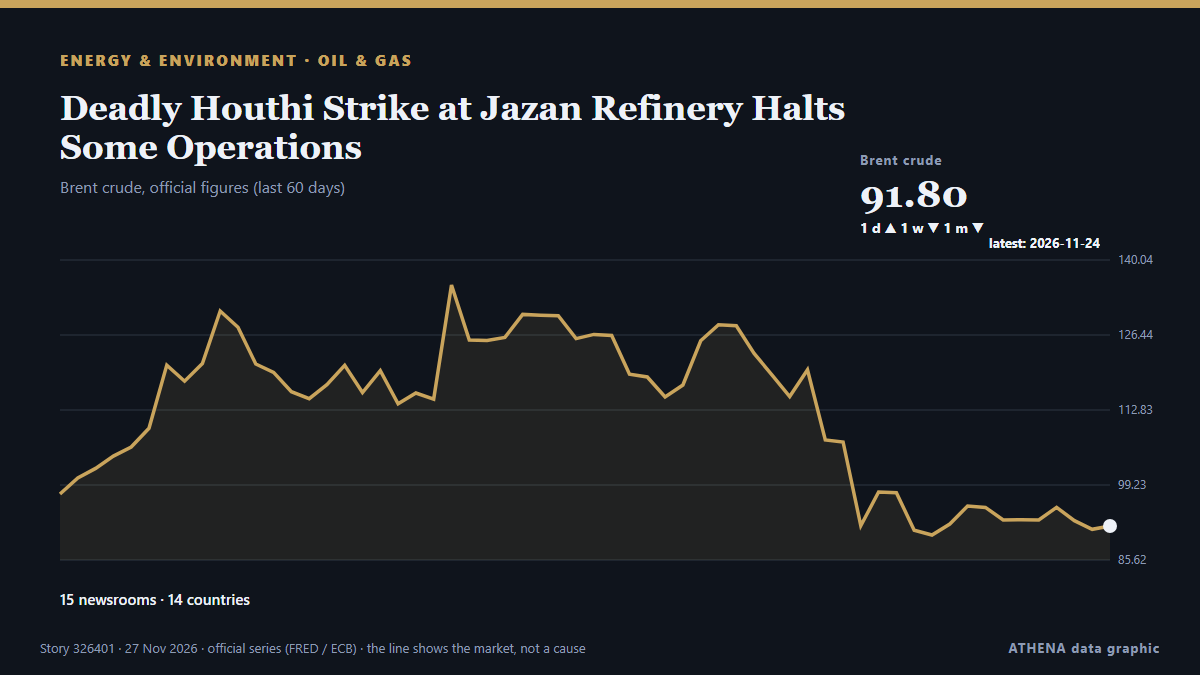 ENERGY & ENVIRONMENT · OIL & GAS
Deadly Houthi Strike at Jazan Refinery Halts
Some Operations
Brent crude, official figures (last 60 days)
Brent crude
91.80
1 d ▲ 1 w ▼ 1 m ▼
latest: 2026-11-24
140.04
126.44
112.83
99.23
85.62
15 newsrooms · 14 countries
Story 326401 · 27 Nov 2026 · official series (FRED / ECB) · the line shows the market, not a cause
ATHENA data graphic